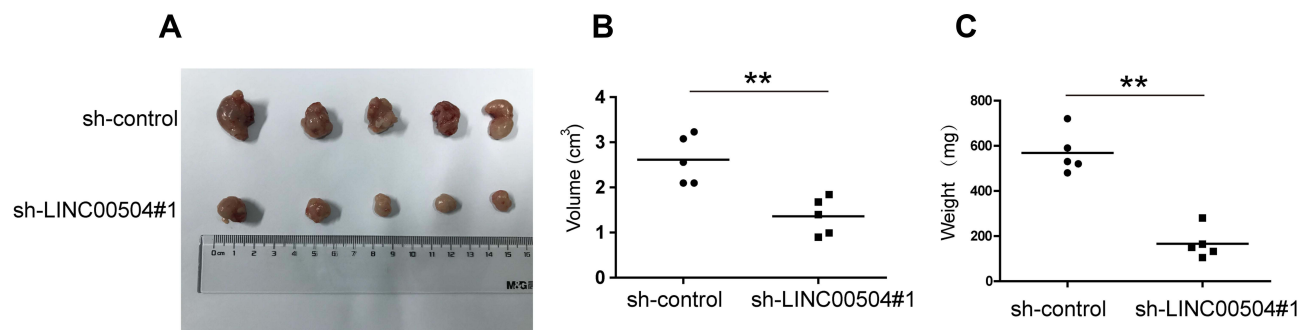 A
sh-control
sh-LINC00504#1
0cm 1 2 3 4 5 6 7 8 9 10 11 12 13 14 15 16
M&G
B
**
Volume (cm³)
4
3
2
1
0
sh-control sh-LINC00504#1
C
**
Weight （mg）
800
600
400
200
0
sh-control sh-LINC00504#1